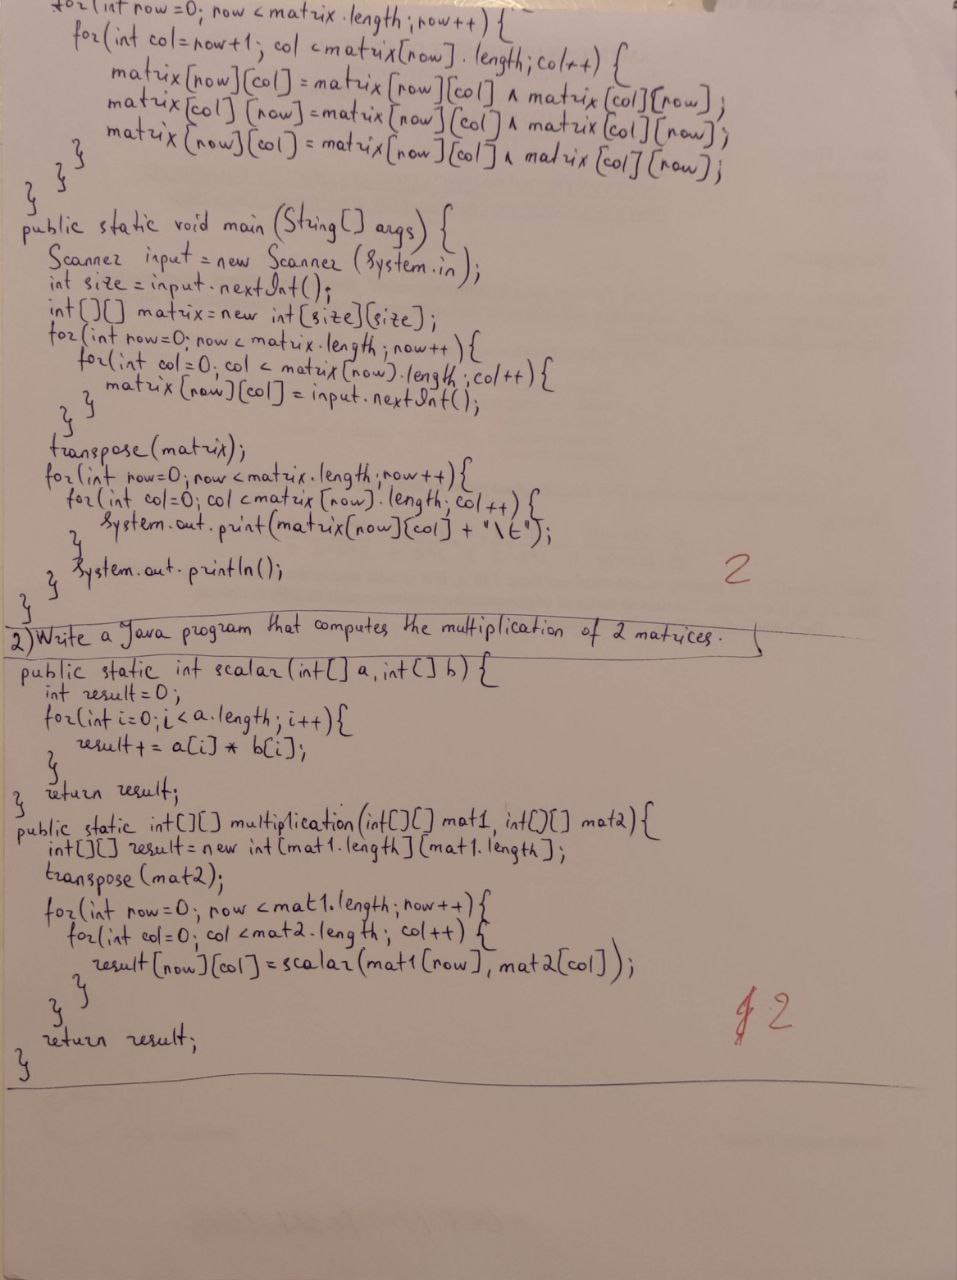 for(int row=0; row<matrix.length; row++){
for(int col=row+1; col<matrix[row].length; col++){
matrix[row][col]=matrix[row][col] ^ matrix[col][row];
matrix[col][row]=matrix[row][col] ^ matrix[col][row];
matrix[row][col]=matrix[row][col] ^ matrix[col][row];
}
}
}
public static void main(String[] args){
Scanner input=new Scanner(System.in);
int size=input.nextInt();
int[][] matrix=new int[size][size];
for(int row=0; row<matrix.length; row++){
for(int col=0; col<matrix[row].length; col++){
matrix[row][col]=input.nextInt();
}
}
transpose(matrix);
for(int row=0; row<matrix.length; row++){
for(int col=0; col<matrix[row].length; col++){
System.out.print(matrix[row][col] + "\t");
}
System.out.println();
}
}
2
2) Write a Java program that computes the multiplication of 2 matrices.
public static int scalar(int[] a, int[] b){
int result=0;
for(int i=0; i<a.length; i++){
result+=a[i] * b[i];
}
return result;
}
public static int[][] multiplication(int[][] mat1, int[][] mat2){
int[][] result=new int[mat1.length][mat1.length];
transpose(mat2);
for(int row=0; row<mat1.length; row++){
for(int col=0; col<mat2.length; col++){
result[row][col]=scalar(mat1[row], mat2[col]);
}
}
return result;
}
2